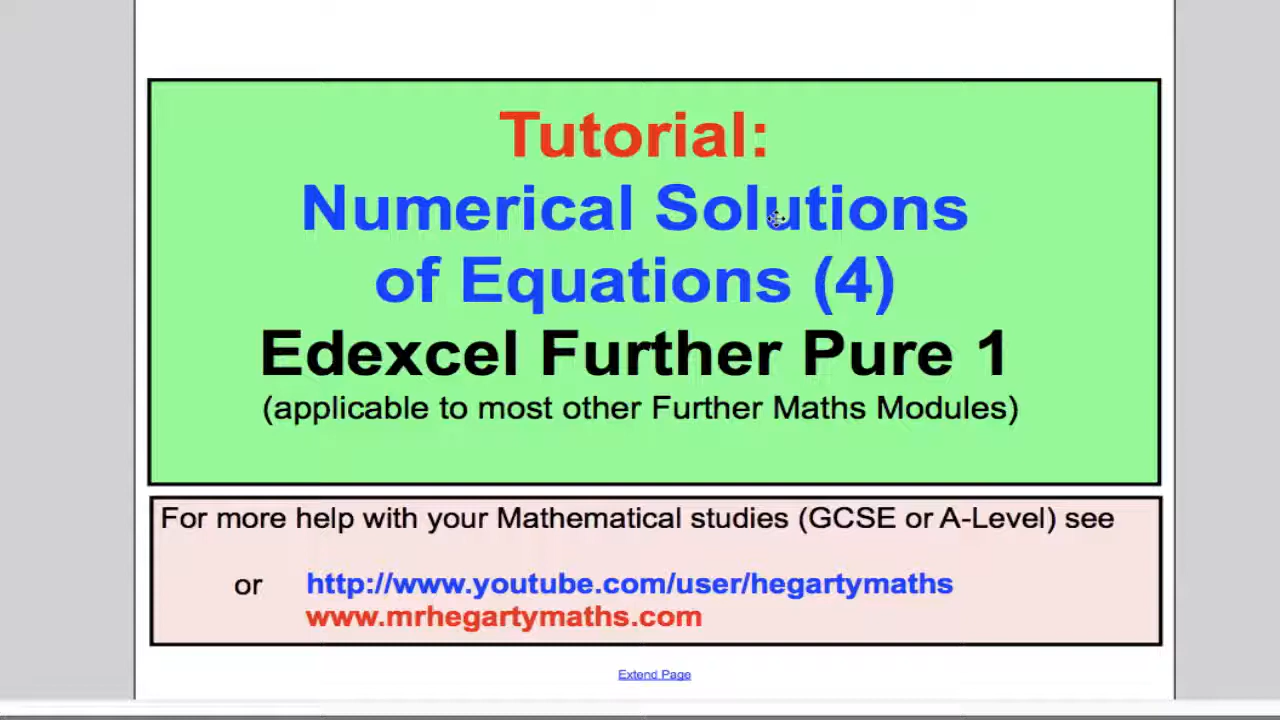 Tutorial:
Numerical Solutions
of Equations (4)
Edexcel Further Pure 1
(applicable to most other Further Maths Modules)
For more help with your Mathematical studies (GCSE or A-Level) see
or http://www.youtube.com/user/hegartymaths
www.mrhegartymaths.com
Extend Page